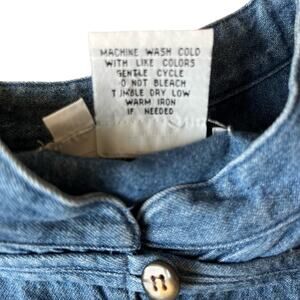 MACHINE WASH COLD
WITH LIKE COLORS
GENTLE CYCLE
DO NOT BLEACH
TUMBLE DRY LOW
WARM IRON
IF NEEDED